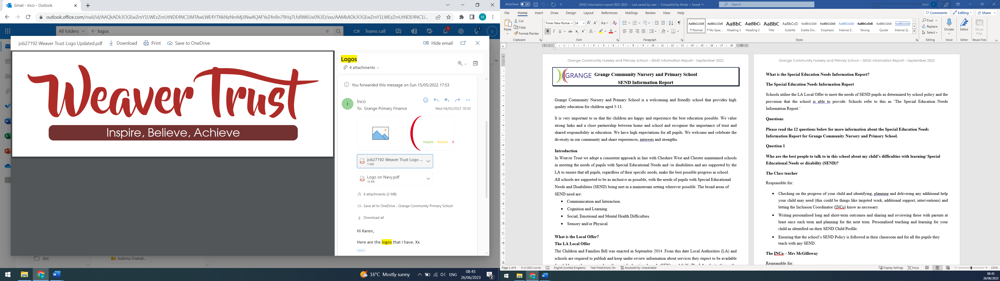 Email - Inco - Outlook
outlook.office.com/mail/id/AAQkADk3OGEwZmY1LWEzZmUtNDE4NC1iMTAwLWE4YTNkNzNmMjJiNwAQAFYeZ4nRn79Hq7LfsRW6Ue0%3D/sxs/AAMkADk3OGEwZmY1LWEzZmUtNDE4NC1i...
All folders
logos
Teams call
job27192 Weaver Trust Logo Updated.pdf
Download
Print
Save to OneDrive
Hide email
Weaver Trust
Inspire, Believe, Achieve
Logos
4 attachments
You forwarded this message on Sun 15/05/2022 17:53
Inco
To: Grange Primary Finance
Wed 04/05/2022 18:30
Inspire Believe A
job27192 Weaver Trust Logo ...
1 MB
Logo on Navy.pdf
12 KB
4 attachments (2 MB)
Save all to OneDrive - Grange Community Primary School
Download all
Hi Karen,
Here are the logos that I have. Xx
Art
Asthma Friendl...
16°C Mostly sunny
ENG
08:45
26/06/2023
AutoSave Off
SEND information report 2022-2023 - Last saved by user - Compatibility Mode • Saved
Search
Inco
File Home Insert Draw Design Layout References Mailings Review View Help
Comments Editing Share
Paste
Cut
Copy
Format Painter
Clipboard
Times New Roman 14
Font
Paragraph
¶ Normal ¶ No Spac... Heading 1 Heading 2 Title Subtitle Subtle Em... Emphasis Intense E... Strong Quote Intense Q...
Styles
Find
Replace
Select
Editing
Dictate
Voice
Editor
Editor
Reuse Files
Reuse Files
Grange Community Nursery and Primary School – SEND Information Report – September 2022
GRANGE
Grange Community Nursery and Primary School
SEND Information Report
Grange Community Nursery and Primary School is a welcoming and friendly school that provides high
quality education for children aged 3-11.
It is very important to us that the children are happy and experience the best education possible. We value
strong links and a close partnership between home and school and recognise the importance of trust and
shared responsibility in education. We have high expectations for all pupils. We welcome and celebrate the
diversity in our community and share experiences, interests and strengths.
Introduction
In Weaver Trust we adopt a consistent approach in line with Cheshire West and Chester maintained schools
in meeting the needs of pupils with Special Educational Needs and /or disabilities and are supported by the
LA to ensure that all pupils, regardless of their specific needs, make the best possible progress in school.
All schools are supported to be as inclusive as possible, with the needs of pupils with Special Educational
Needs and Disabilities (SEND) being met in a mainstream setting wherever possible. The broad areas of
SEND need are:
• Communication and Interaction.
• Cognition and Learning.
• Social, Emotional and Mental Health Difficulties.
• Sensory and/or Physical.
What is the Local Offer?
The LA Local Offer
The Children and Families Bill was enacted in September 2014. From this date Local Authorities (LA) and
schools are required to publish and keep under review information about services they expect to be available
Grange Community Nursery and Primary School – SEND Information Report – September 2022
What is the Special Education Needs Information Report?
The Special Education Needs Information Report
Schools utilise the LA Local Offer to meet the needs of SEND pupils as determined by school policy and the
provision that the school is able to provide. Schools refer to this as ‘The Special Education Needs
Information Report.’
Questions
Please read the 12 questions below for more information about the Special Education Needs
Information Report for Grange Community Nursery and Primary School.
Question 1
Who are the best people to talk to in this school about my child’s difficulties with learning/ Special
Educational Needs or disability (SEND)?
The Class teacher
Responsible for:
• Checking on the progress of your child and identifying, planning and delivering any additional help
your child may need (this could be things like targeted work, additional support, interventions) and
letting the Inclusion Coordinator (INCo) know as necessary.
• Writing personalised long and short-term outcomes and sharing and reviewing these with parents at
least once each term and planning for the next term. Personalised teaching and learning for your
child as identified on their SEND Child Profile.
• Ensuring that the school’s SEND Policy is followed in their classroom and for all the pupils they
teach with any SEND.
The INCo – Mrs McGilloway
Responsible for:
Page 1 of 9 9 of 2802 words English (United Kingdom) Text Predictions: On Accessibility: Unavailable
Display Settings Focus 100%
08:45
26/06/2023